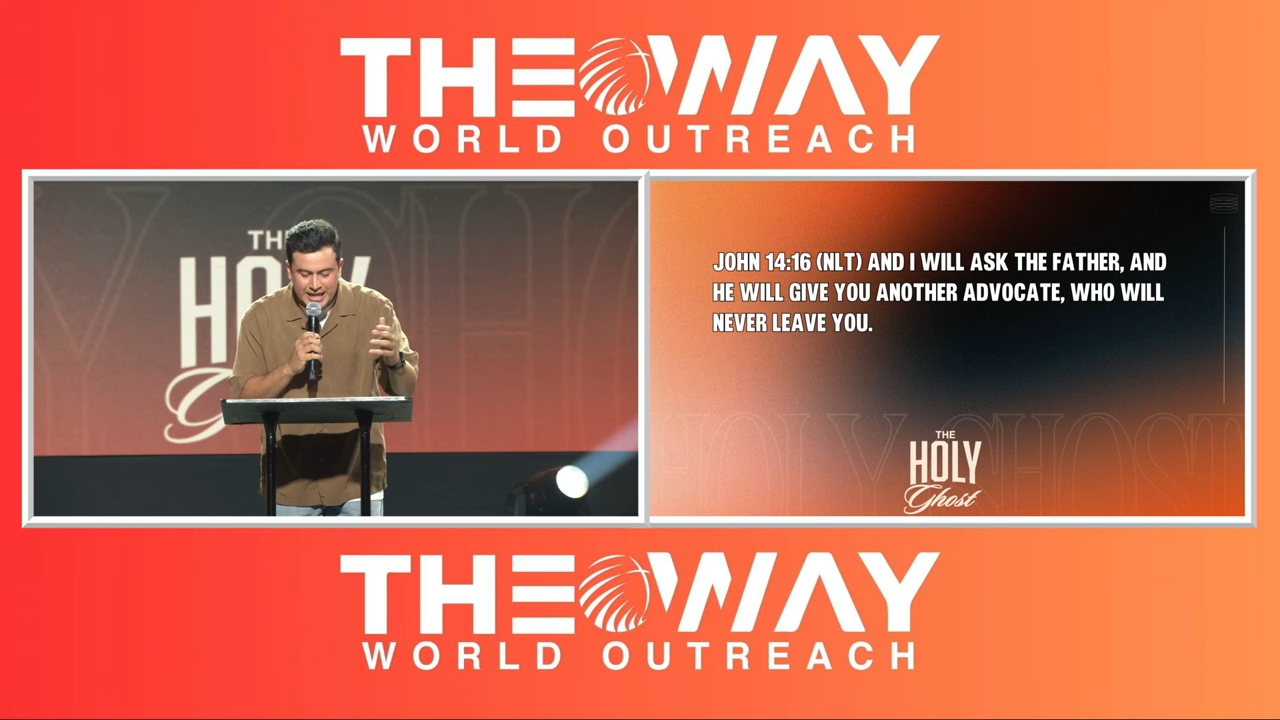 THE WAY
WORLD OUTREACH
THE
HOLY
JOHN 14:16 (NLT) AND I WILL ASK THE FATHER, AND
HE WILL GIVE YOU ANOTHER ADVOCATE, WHO WILL
NEVER LEAVE YOU.
HOLY GHOST
THE
HOLY
Ghost
THE WAY
WORLD OUTREACH